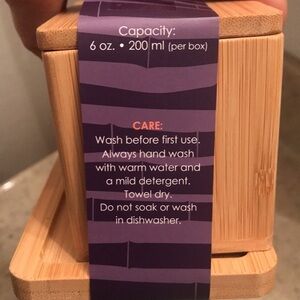 Capacity:
6 oz. • 200 ml (per box)
CARE:
Wash before first use.
Always hand wash
with warm water and
a mild detergent.
Towel dry.
Do not soak or wash
in dishwasher.